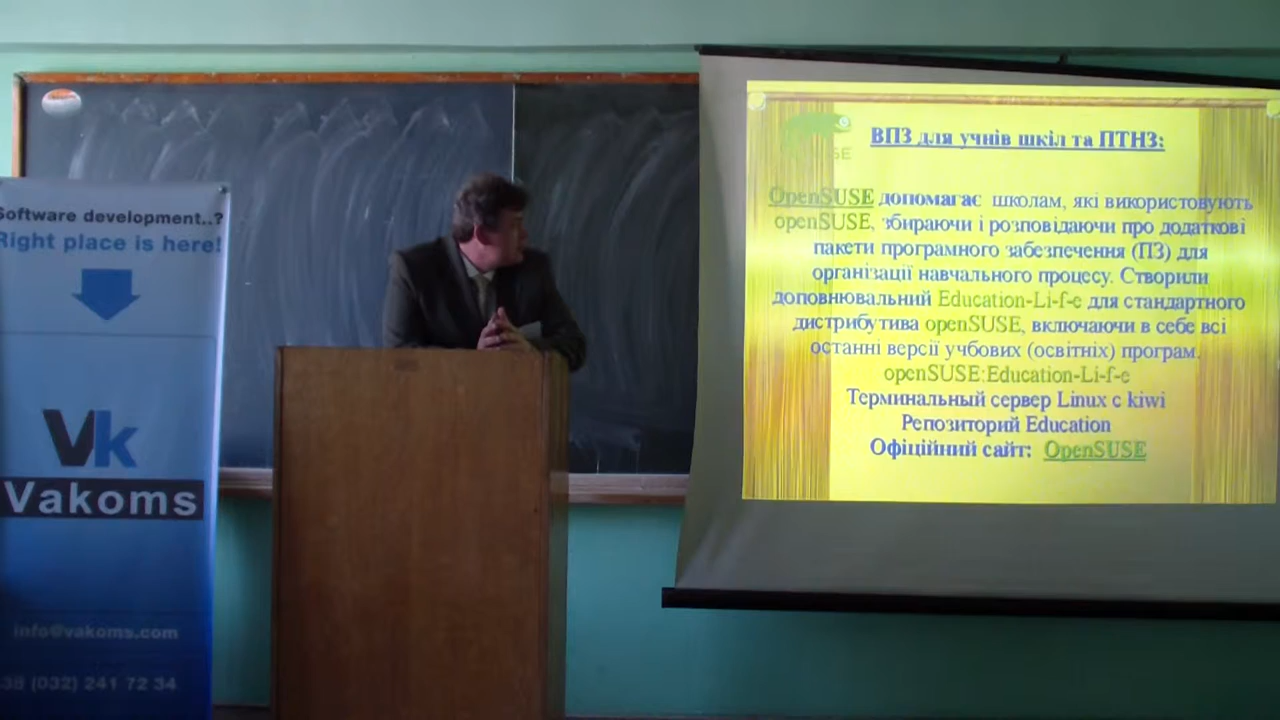 Software development..?
Right place is here!
Vk
Vakoms
info@vakoms.com
38 (032) 241 72 34
SE
ВПЗ для учнів шкіл та ПТНЗ:
OpenSUSE допомагає школам, які використовують
openSUSE, збираючи і розповідаючи про додаткові
пакети програмного забезпечення (ПЗ) для
організації навчального процесу. Створили
доповнювальний Education-Li-f-e для стандартного
дистрибутива openSUSE, включаючи в себе всі
останні версії учбових (освітніх) програм.
openSUSE:Education-Li-f-e
Терминальный сервер Linux с kiwi
Репозиторий Education
Офіційний сайт: OpenSUSE